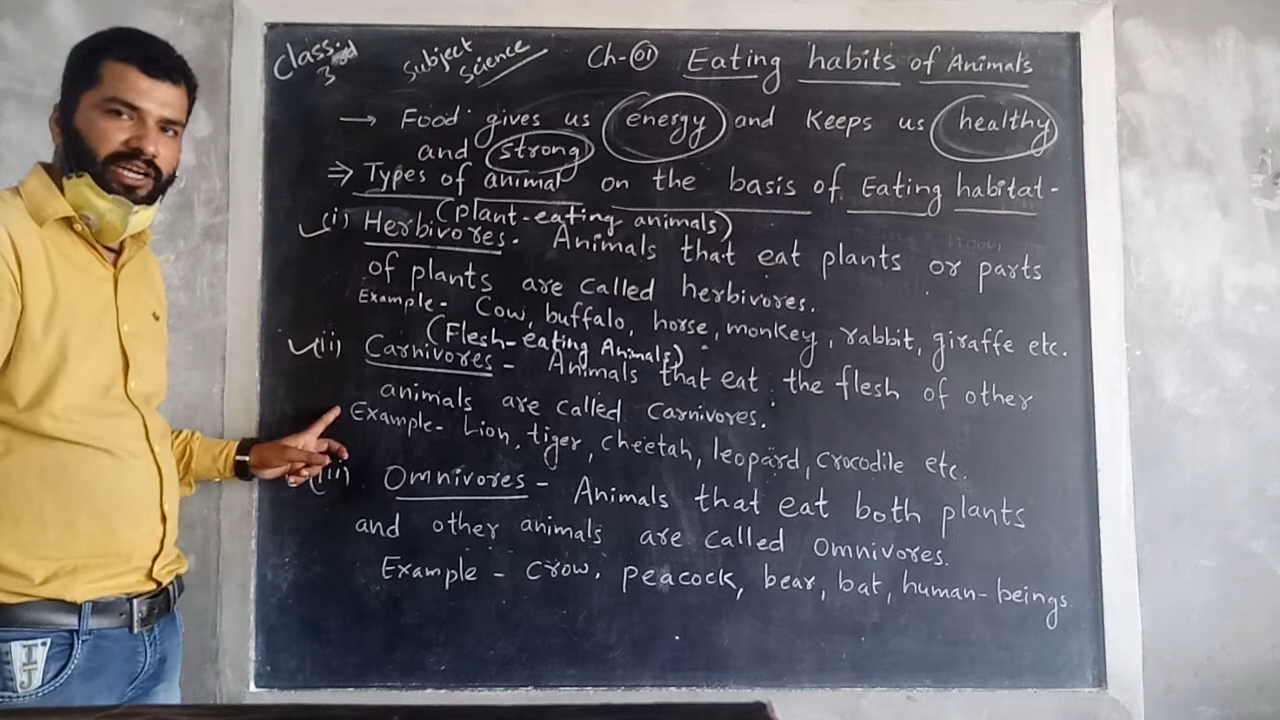 Class:- 3rd
Subject Science
Ch-01 Eating habits of Animals
→ Food gives us energy and keeps us healthy
and strong
⇒ Types of animal on the basis of Eating habitat-
(Plant-eating animals)
(i) Herbivores. Animals that eat plants or parts
of plants are called herbivores.
Example- Cow, buffalo, horse, monkey, rabbit, giraffe etc.
(Flesh-eating Animals)
(ii) Carnivores - Animals that eat the flesh of other
animals are called Carnivores.
Example- Lion, tiger, cheetah, leopard, crocodile etc.
(iii) Omnivores - Animals that eat both plants
and other animals are called Omnivores.
Example - Crow, peacock, bear, bat, human-beings